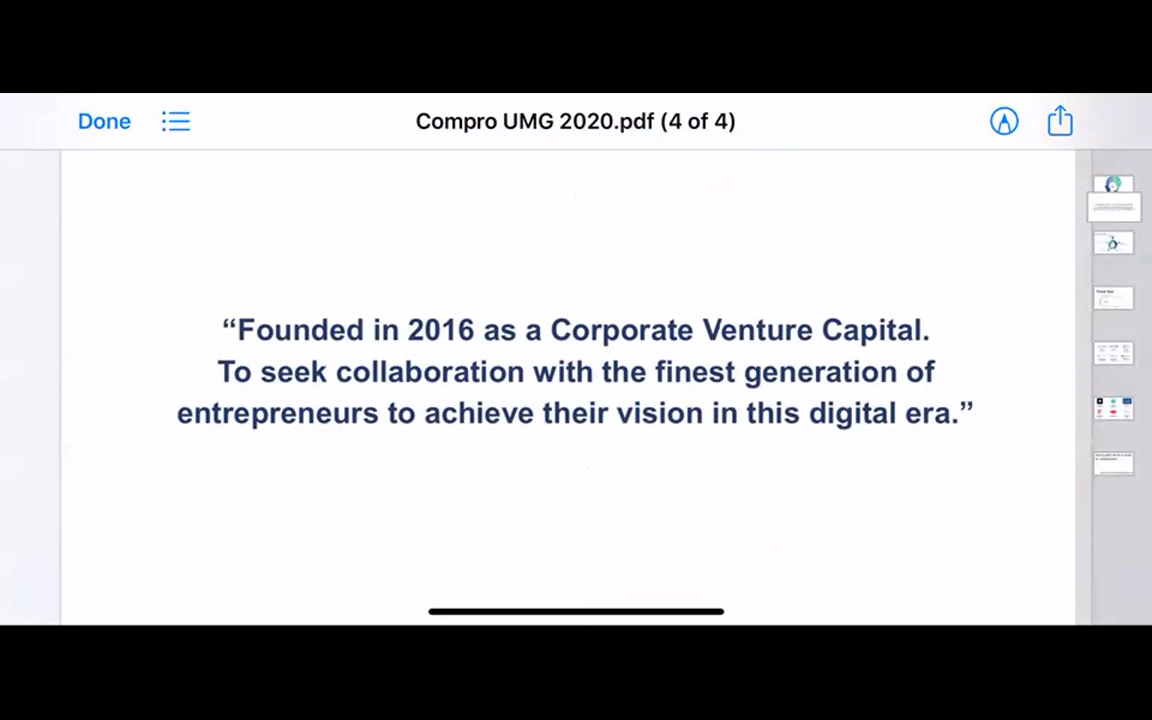 Done
Compro UMG 2020.pdf (4 of 4)
“Founded in 2016 as a Corporate Venture Capital.
To seek collaboration with the finest generation of
entrepreneurs to achieve their vision in this digital era.”